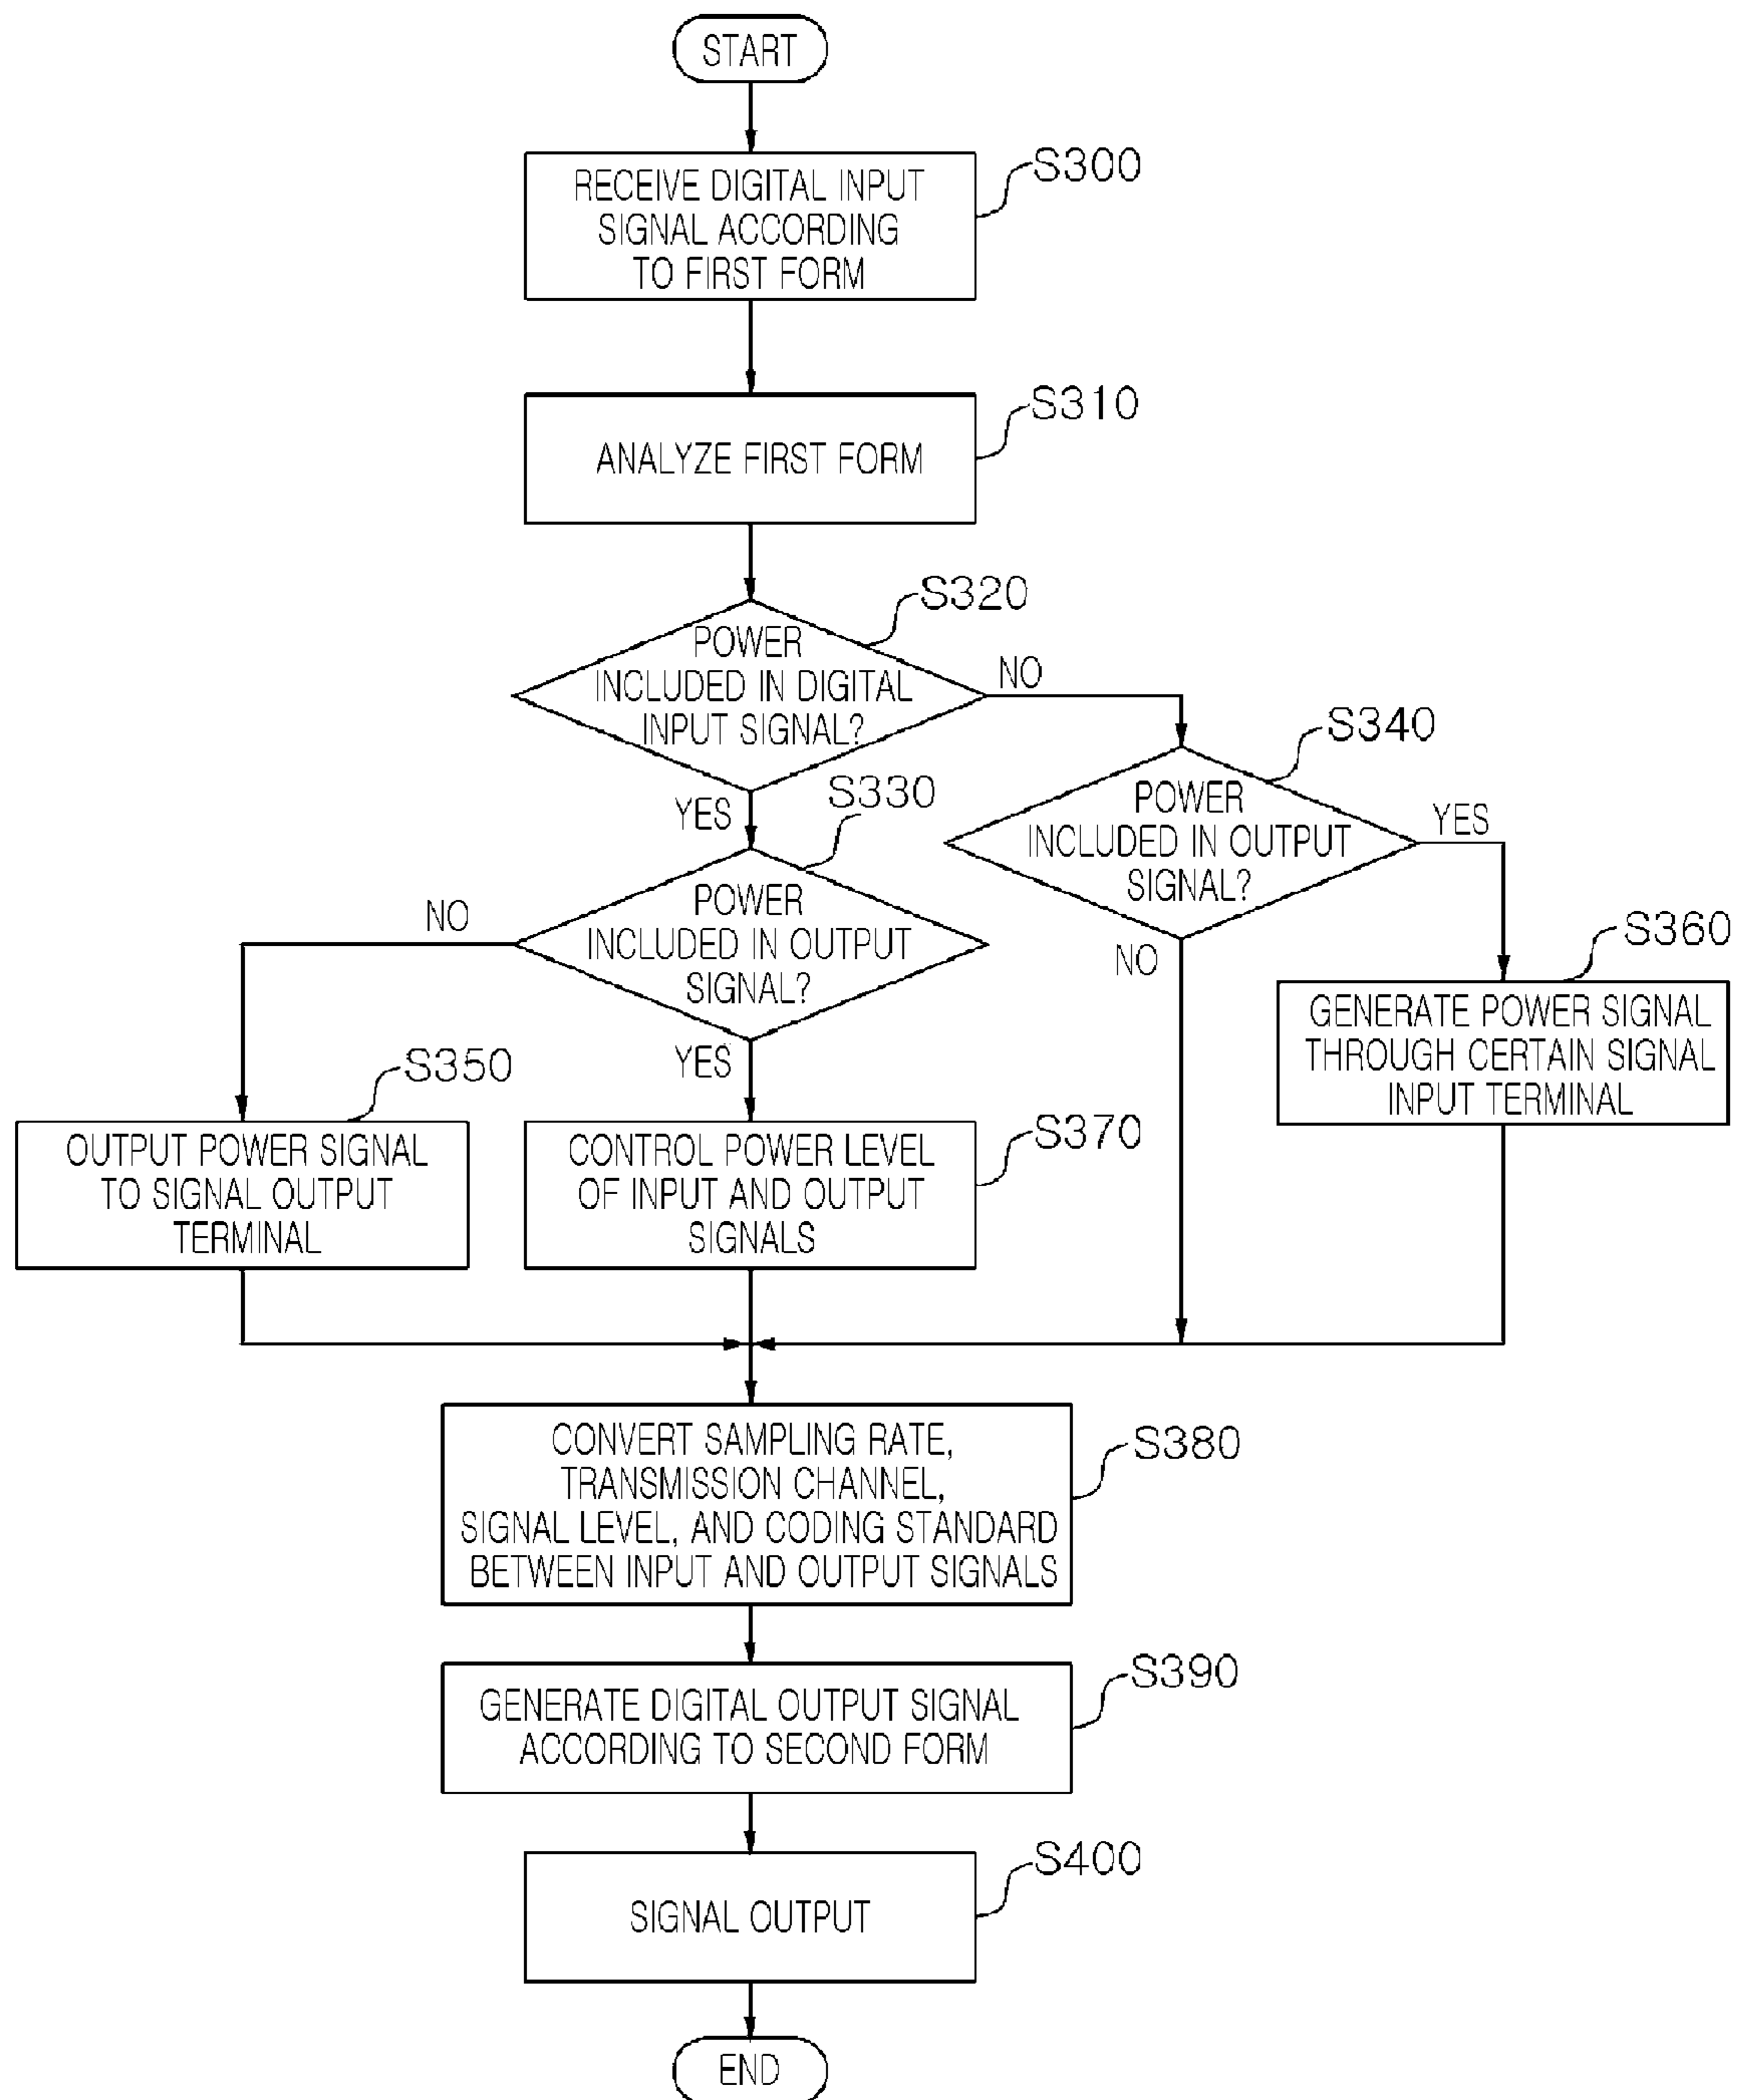 START
S300
RECEIVE DIGITAL INPUT
SIGNAL ACCORDING
TO FIRST FORM
S310
ANALYZE FIRST FORM
S320
POWER
INCLUDED IN DIGITAL
INPUT SIGNAL?
NO
YES
S340
POWER
INCLUDED IN OUTPUT
SIGNAL?
YES
NO
S330
POWER
INCLUDED IN OUTPUT
SIGNAL?
NO
YES
S360
GENERATE POWER SIGNAL
THROUGH CERTAIN SIGNAL
INPUT TERMINAL
S350
OUTPUT POWER SIGNAL
TO SIGNAL OUTPUT
TERMINAL
S370
CONTROL POWER LEVEL
OF INPUT AND OUTPUT
SIGNALS
S380
CONVERT SAMPLING RATE,
TRANSMISSION CHANNEL,
SIGNAL LEVEL, AND CODING STANDARD
BETWEEN INPUT AND OUTPUT SIGNALS
S390
GENERATE DIGITAL OUTPUT SIGNAL
ACCORDING TO SECOND FORM
S400
SIGNAL OUTPUT
END